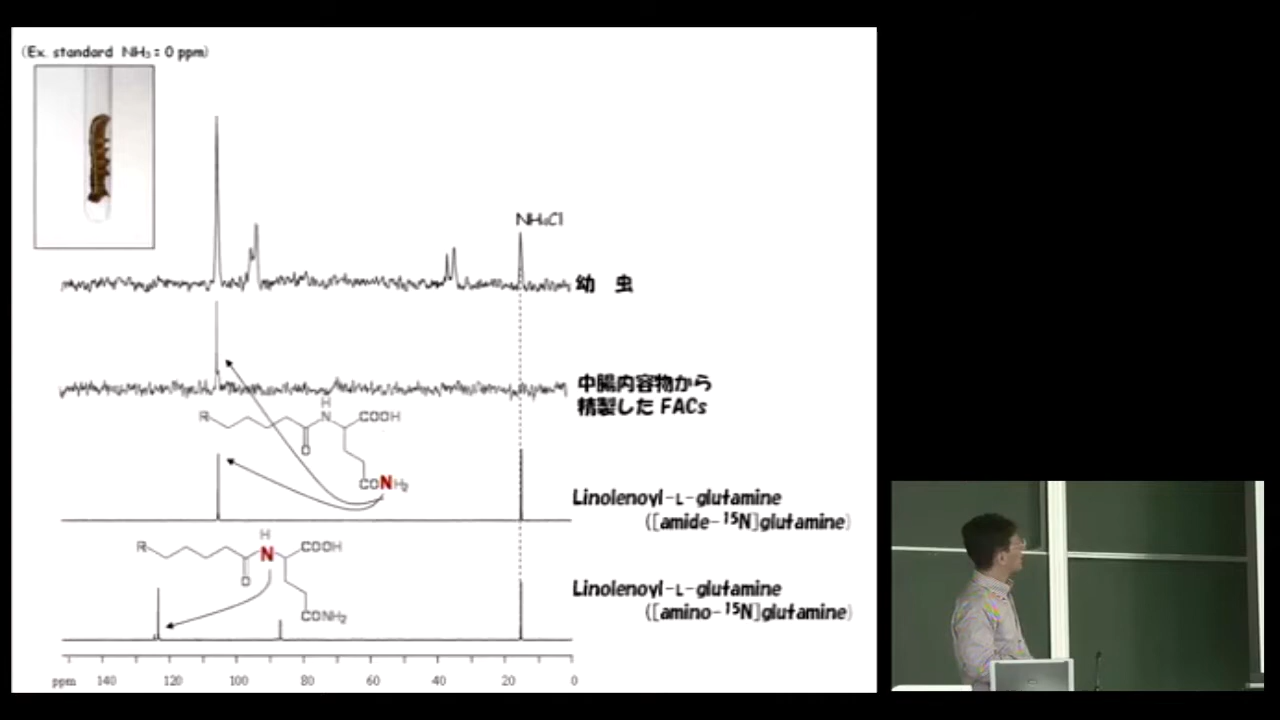 (Ex. standard NH₃ = 0 ppm)
NH₄Cl
幼 虫
中腸内容物から
精製した FACs
H
R N COOH
O
CONH₂
Linolenoyl-L-glutamine
([amide-¹⁵N]glutamine)
H
R N COOH
O
CONH₂
Linolenoyl-L-glutamine
([amino-¹⁵N]glutamine)
ppm 140 120 100 80 60 40 20 0